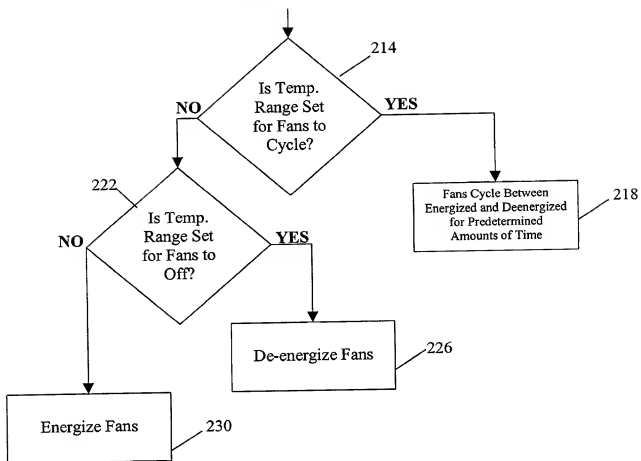 214
Is Temp.
Range Set
for Fans to
Cycle?
NO
YES
222
Is Temp.
Range Set
for Fans to
Off?
NO
YES
Fans Cycle Between
Energized and Deenergized
for Predetermined
Amounts of Time
218
De-energize Fans
226
Energize Fans
230